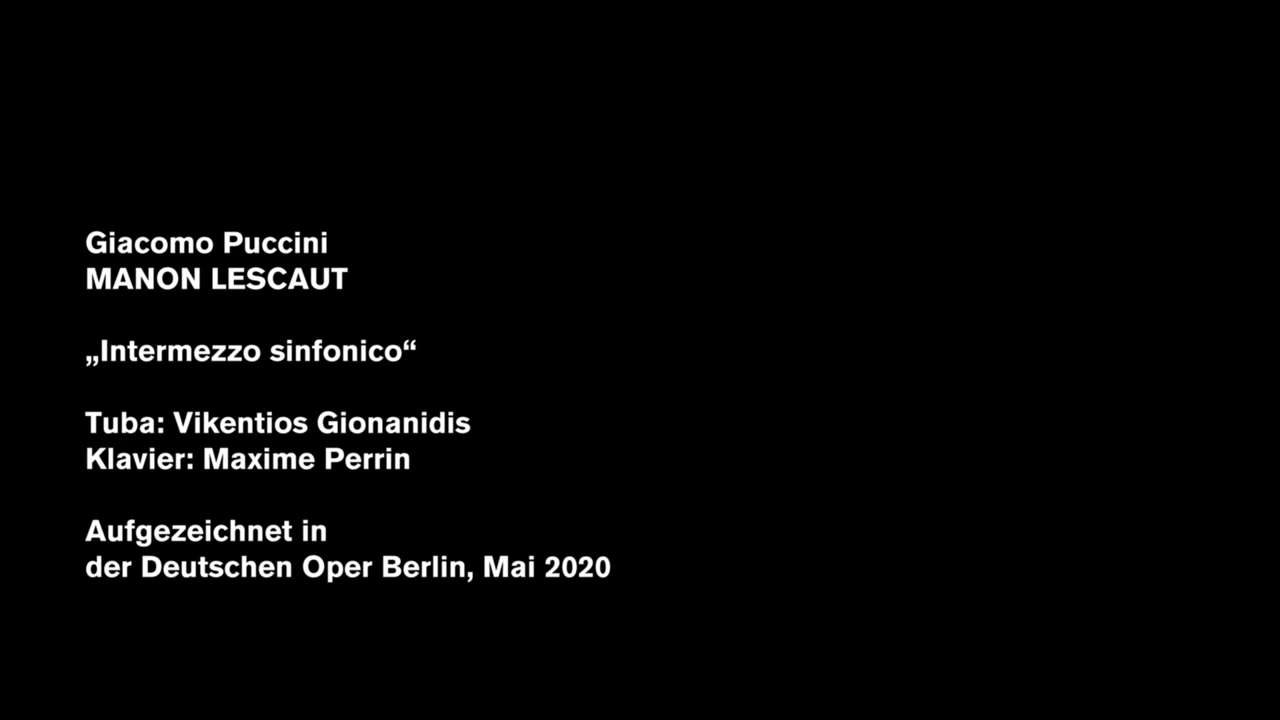 Giacomo Puccini
MANON LESCAUT
„Intermezzo sinfonico“
Tuba: Vikentios Gionanidis
Klavier: Maxime Perrin
Aufgezeichnet in
der Deutschen Oper Berlin, Mai 2020